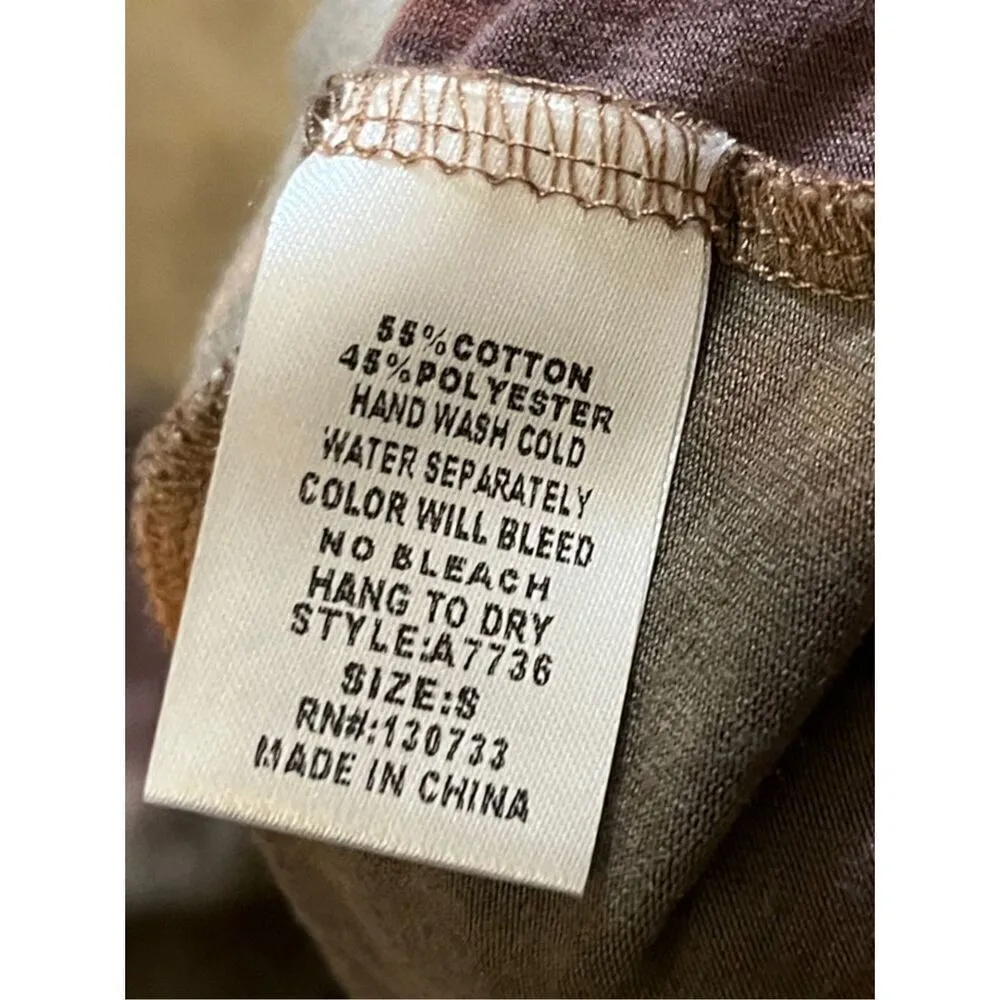 55%COTTON
45%POLYESTER
HAND WASH COLD
WATER SEPARATELY
COLOR WILL BLEED
NO BLEACH
HANG TO DRY
STYLE:A7736
SIZE:S
RN#:130733
MADE IN CHINA